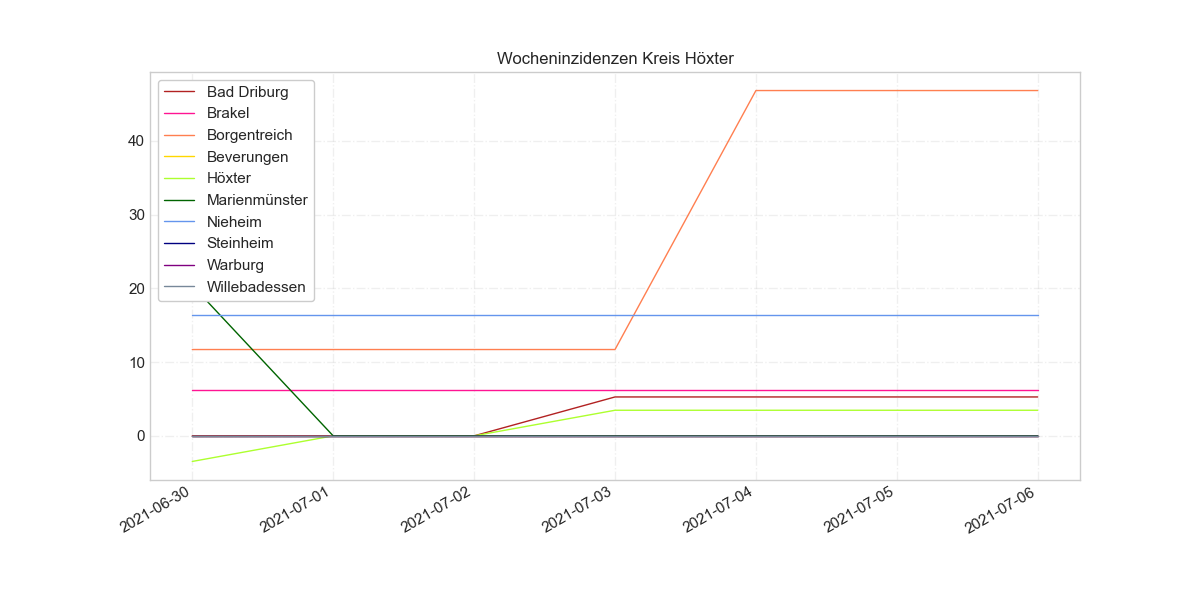 Wocheninzidenzen Kreis Höxter
Bad Driburg
Brakel
Borgentreich
Beverungen
Höxter
Marienmünster
Nieheim
Steinheim
Warburg
Willebadessen
40
30
20
10
0
2021-06-30
2021-07-01
2021-07-02
2021-07-03
2021-07-04
2021-07-05
2021-07-06